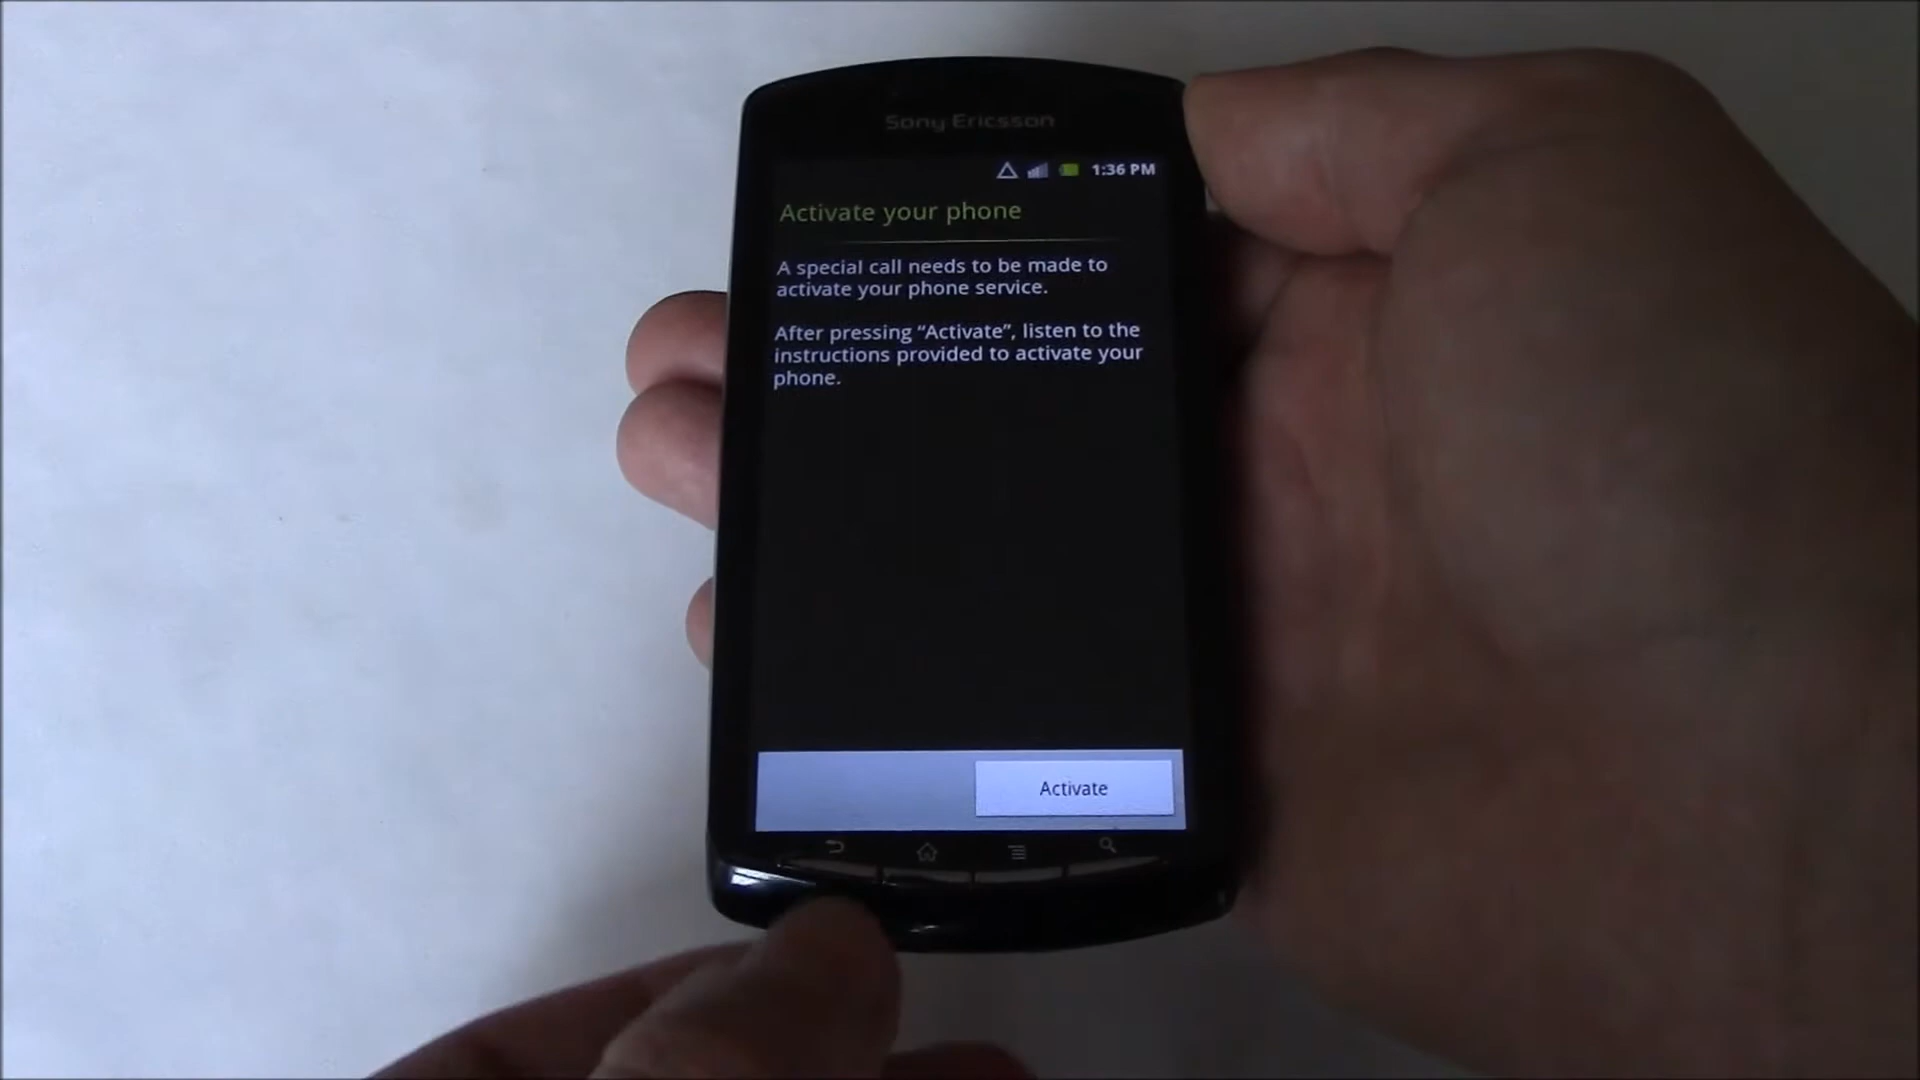 Sony Ericsson
1:36 PM
Activate your phone
A special call needs to be made to
activate your phone service.
After pressing “Activate”, listen to the
instructions provided to activate your
phone.
Activate